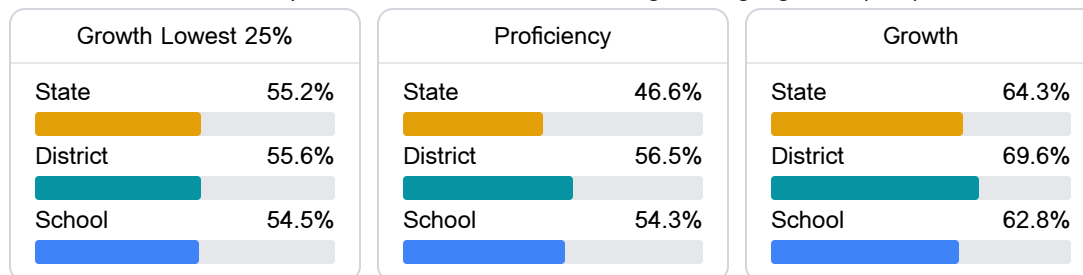 Growth Lowest 25%
State 55.2%
District 55.6%
School 54.5%
Proficiency
State 46.6%
District 56.5%
School 54.3%
Growth
State 64.3%
District 69.6%
School 62.8%